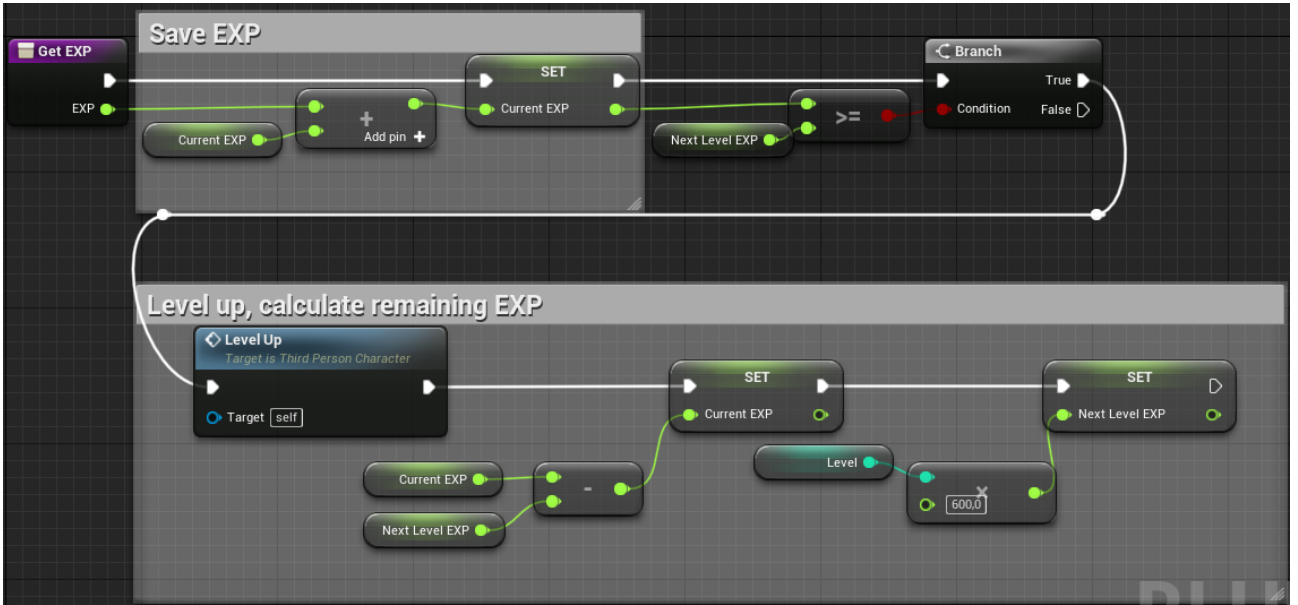 Save EXP
Get EXP
EXP
Current EXP
+
Add pin +
SET
Current EXP
Next Level EXP
>=
Branch
True
Condition
False
Level up, calculate remaining EXP
Level Up
Target is Third Person Character
Target self
Current EXP
Next Level EXP
-
SET
Current EXP
Level
×
600,0
SET
Next Level EXP